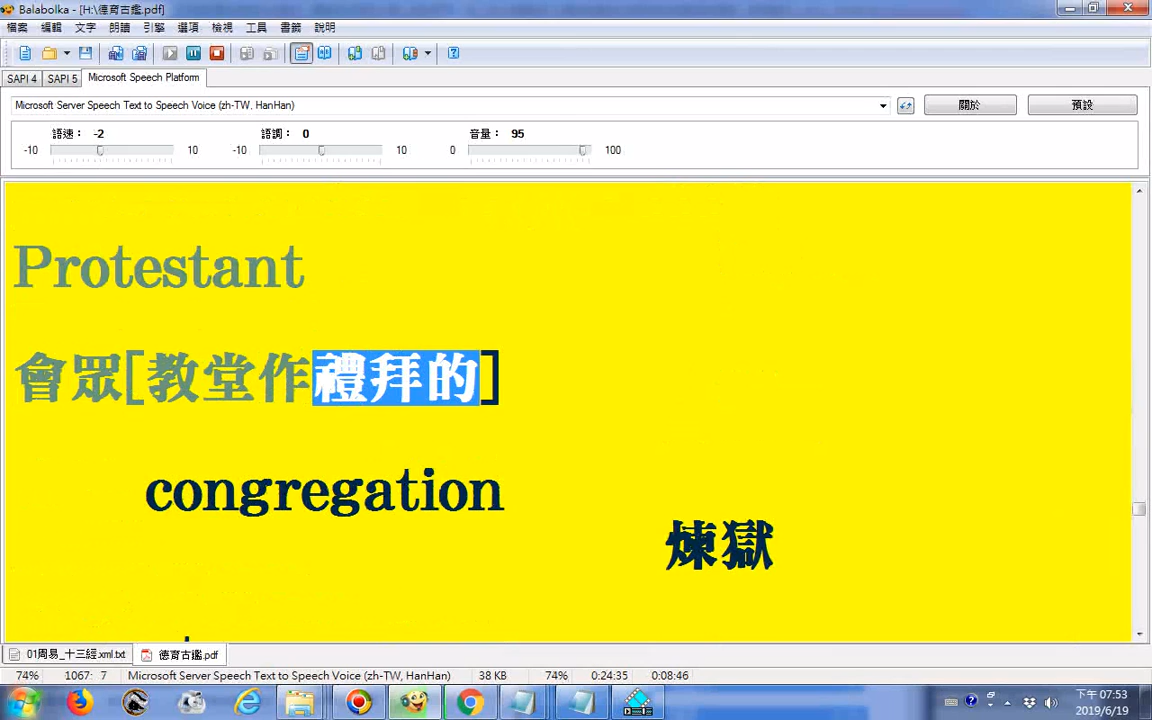 Balabolka - [H:\德育古鑑.pdf]
檔案 編輯 文字 朗讀 引擎 選項 檢視 工具 書籤 說明
SAPI 4 SAPI 5 Microsoft Speech Platform
Microsoft Server Speech Text to Speech Voice (zh-TW, HanHan) 關於 預設
語速： -2 語調： 0 音量： 95
-10 10 -10 10 0 100
Protestant
會眾[教堂作禮拜的]
congregation
煉獄
01周易_十三經.xml.txt 德育古鑑.pdf
74% 1067: 7 Microsoft Server Speech Text to Speech Voice (zh-TW, HanHan) 38 KB 74% 0:24:35 0:08:46
下午 07:53
2019/6/19